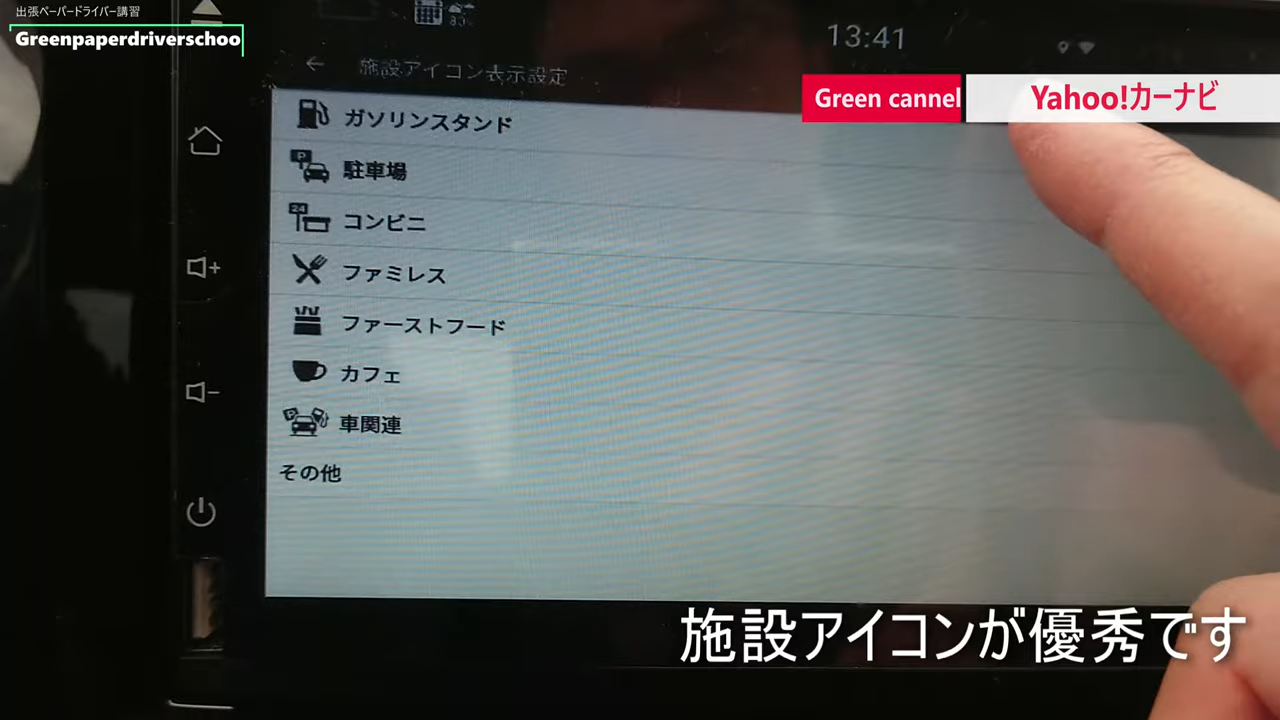 出張ペーパードライバー講習
Greenpaperdriverschoo
13:41
施設アイコン表示設定
Green cannel
Yahoo!カーナビ
ガソリンスタンド
P
駐車場
24
コンビニ
ファミレス
ファーストフード
カフェ
P
車関連
その他
施設アイコンが優秀です